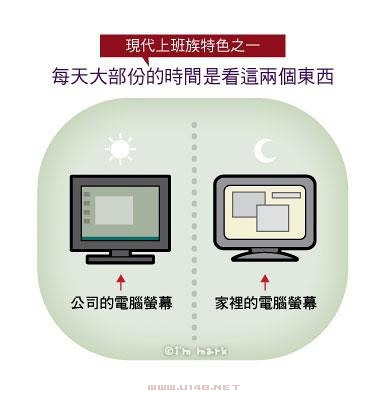 現代上班族特色之一
每天大部份的時間是看這兩個東西
公司的電腦螢幕
家裡的電腦螢幕
©i'm mark
WWW.U148.NET